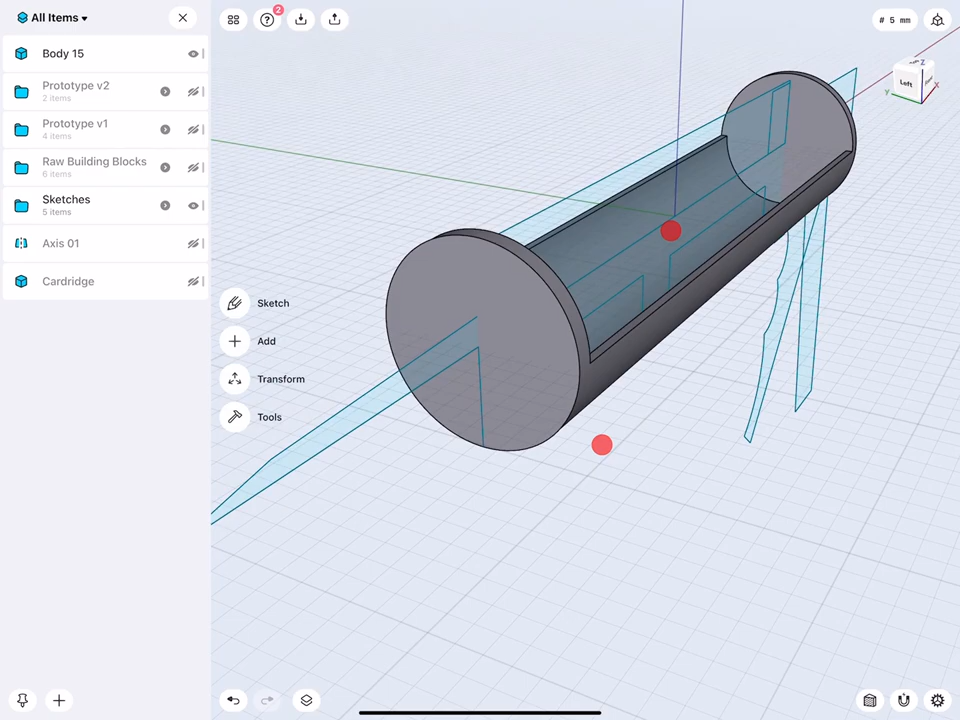 All Items
Body 15
Prototype v2
2 items
Prototype v1
4 items
Raw Building Blocks
6 items
Sketches
5 items
Axis 01
Cardridge
2
# 5 mm
Left
Z
Y
X
Sketch
Add
Transform
Tools